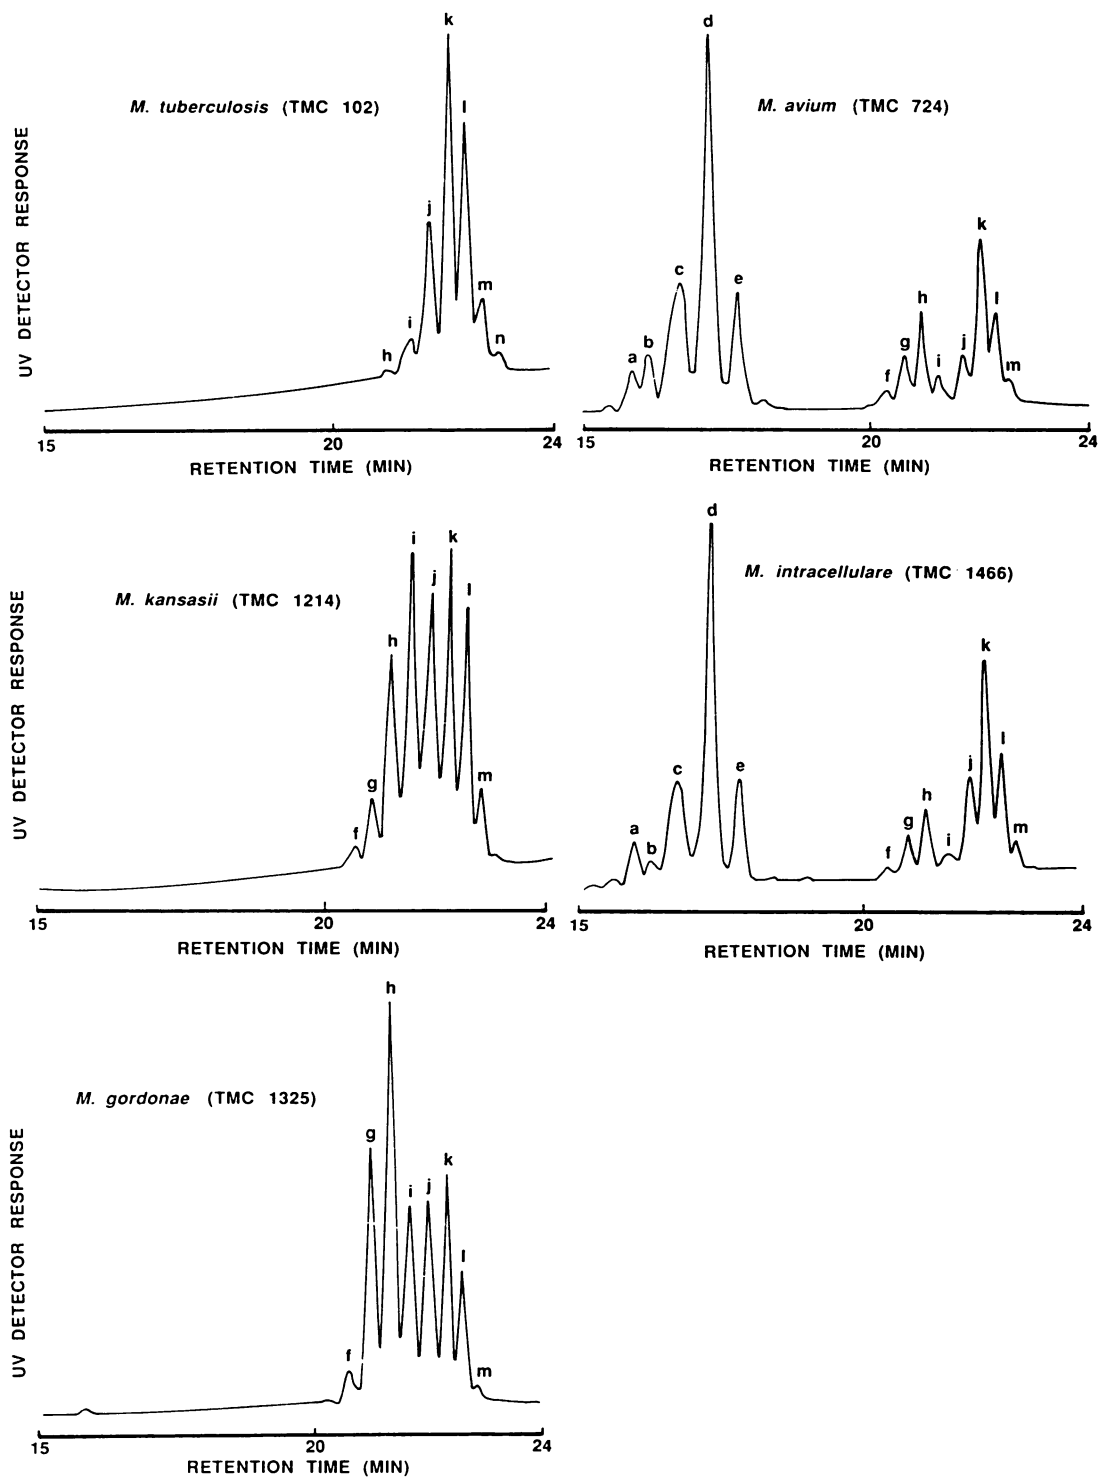 k
M. tuberculosis (TMC 102)
l
j
m
i
n
h
UV DETECTOR RESPONSE
15 20 24
RETENTION TIME (MIN)
d
M. avium (TMC 724)
c
e
k
h
l
b
g
j
a
i
m
f
15 20 24
RETENTION TIME (MIN)
i
k
j
M. kansasii (TMC 1214)
l
h
g
m
f
UV DETECTOR RESPONSE
15 20 24
RETENTION TIME (MIN)
d
M. intracellulare (TMC 1466)
k
l
c
e
j
h
a
g
m
b
f
i
15 20 24
RETENTION TIME (MIN)
h
M. gordonae (TMC 1325)
g
k
i
j
l
f
m
UV DETECTOR RESPONSE
15 20 24
RETENTION TIME (MIN)